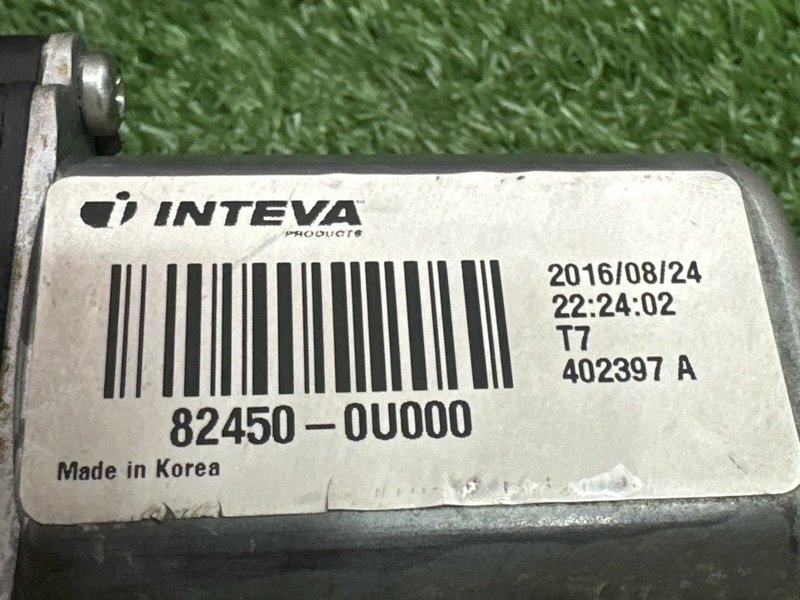 INTEVA
PRODUCTS
2016/08/24
22:24:02
T7
402397 A
82450-0U000
Made in Korea